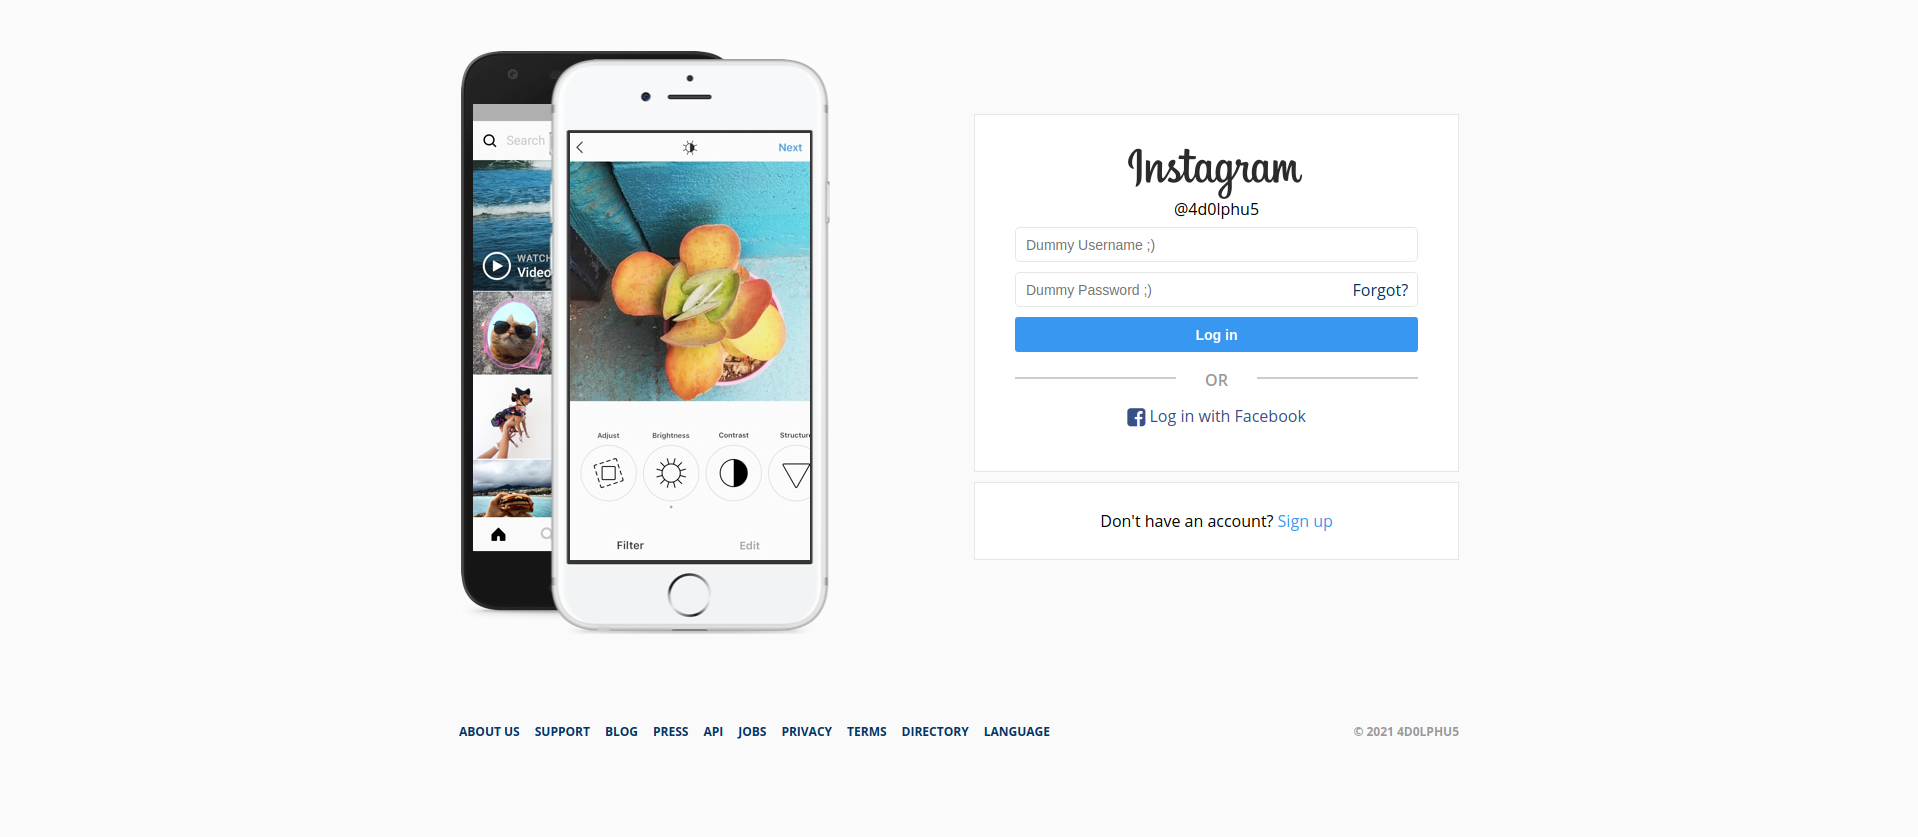 Search
WATCH
Video
Next
Adjust Brightness Contrast Structure
Filter Edit
Instagram
@4d0lphu5
Dummy Username ;)
Dummy Password ;) Forgot?
Log in
OR
Log in with Facebook
Don't have an account? Sign up
ABOUT US SUPPORT BLOG PRESS API JOBS PRIVACY TERMS DIRECTORY LANGUAGE
© 2021 4D0LPHU5